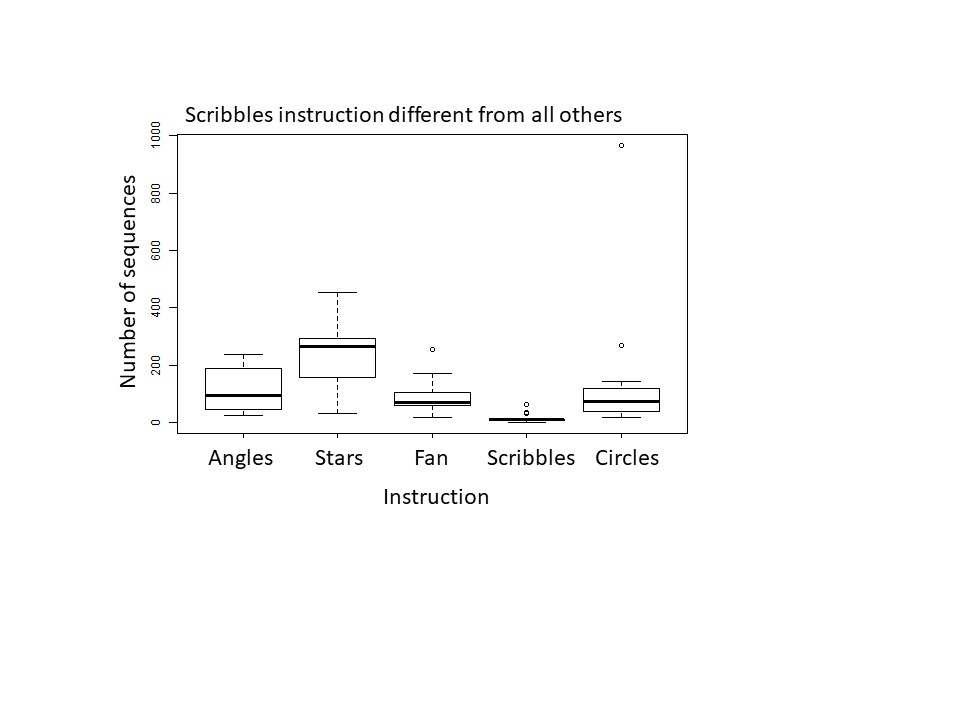 Scribbles instruction different from all others
Number of sequences
1000
800
600
400
200
0
Angles Stars Fan Scribbles Circles
Instruction